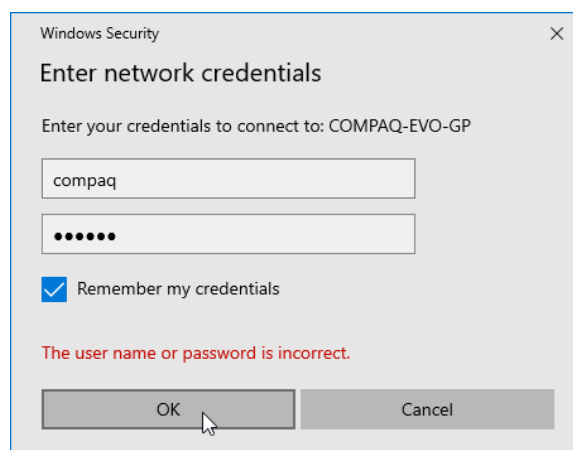 Windows Security
Enter network credentials
Enter your credentials to connect to: COMPAQ-EVO-GP
compaq
••••••
Remember my credentials
The user name or password is incorrect.
OK
Cancel